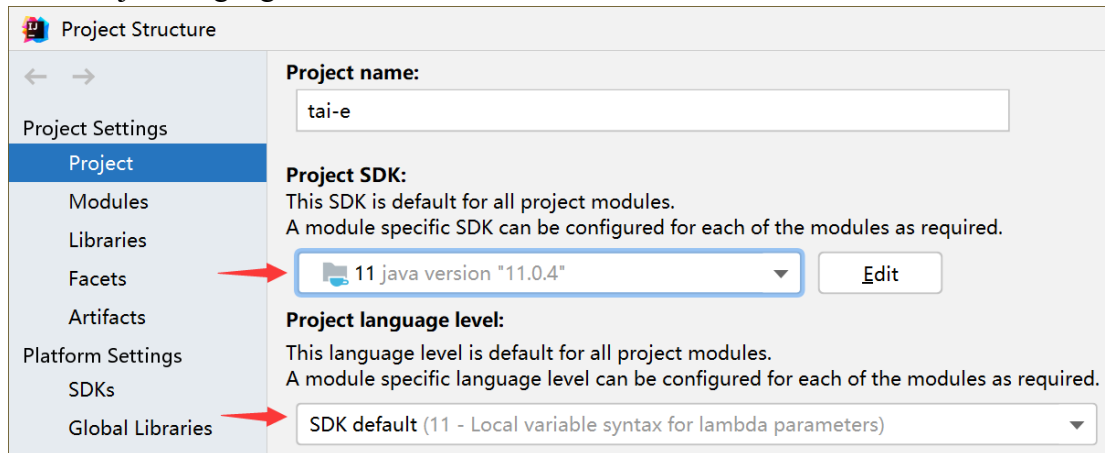 Project Structure
Project name:
tai-e
Project Settings
Project
Project SDK:
Modules
This SDK is default for all project modules.
A module specific SDK can be configured for each of the modules as required.
Libraries
Facets
11 java version "11.0.4"
Edit
Artifacts
Project language level:
Platform Settings
This language level is default for all project modules.
A module specific language level can be configured for each of the modules as required.
SDKs
Global Libraries
SDK default (11 - Local variable syntax for lambda parameters)